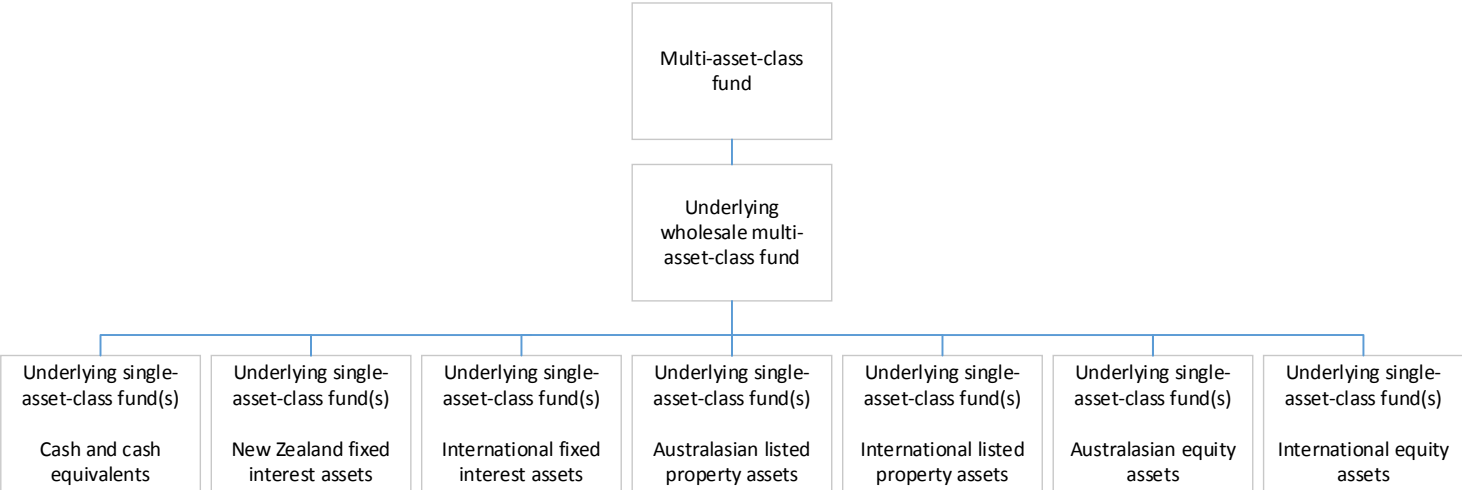 Multi-asset-class
fund
Underlying
wholesale multi-
asset-class fund
Underlying single-
asset-class fund(s)
Cash and cash
equivalents
Underlying single-
asset-class fund(s)
New Zealand fixed
interest assets
Underlying single-
asset-class fund(s)
International fixed
interest assets
Underlying single-
asset-class fund(s)
Australasian listed
property assets
Underlying single-
asset-class fund(s)
International listed
property assets
Underlying single-
asset-class fund(s)
Australasian equity
assets
Underlying single-
asset-class fund(s)
International equity
assets